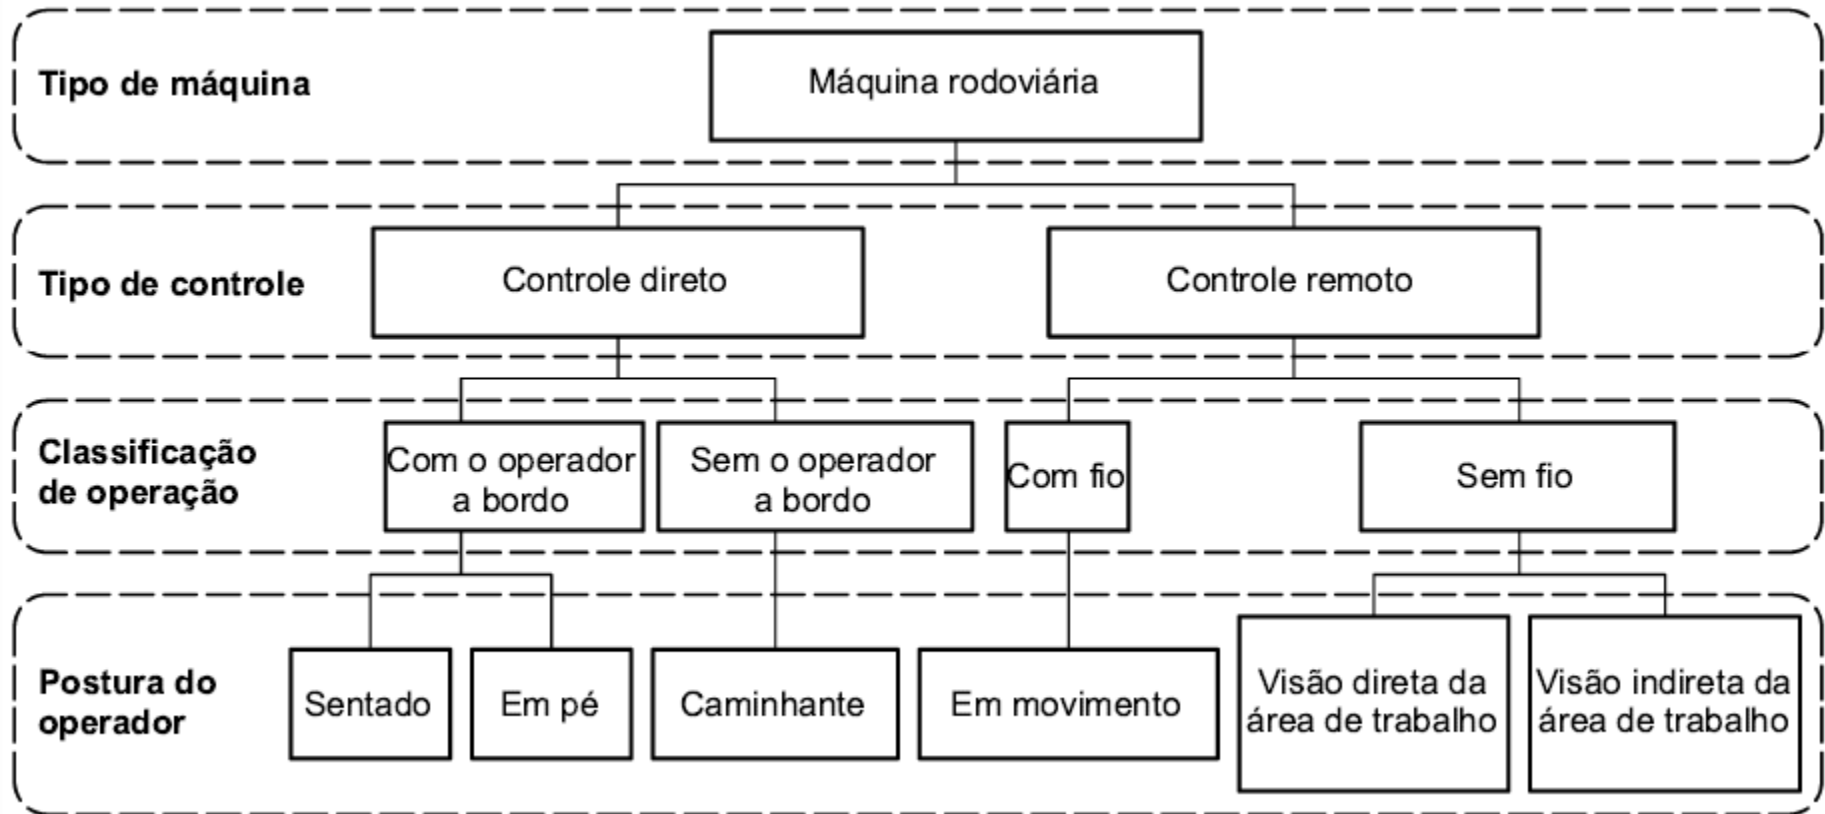 Tipo de máquina
Máquina rodoviária
Tipo de controle
Controle direto
Controle remoto
Classificação
de operação
Com o operador
a bordo
Sem o operador
a bordo
Com fio
Sem fio
Postura do
operador
Sentado
Em pé
Caminhante
Em movimento
Visão direta da
área de trabalho
Visão indireta da
área de trabalho